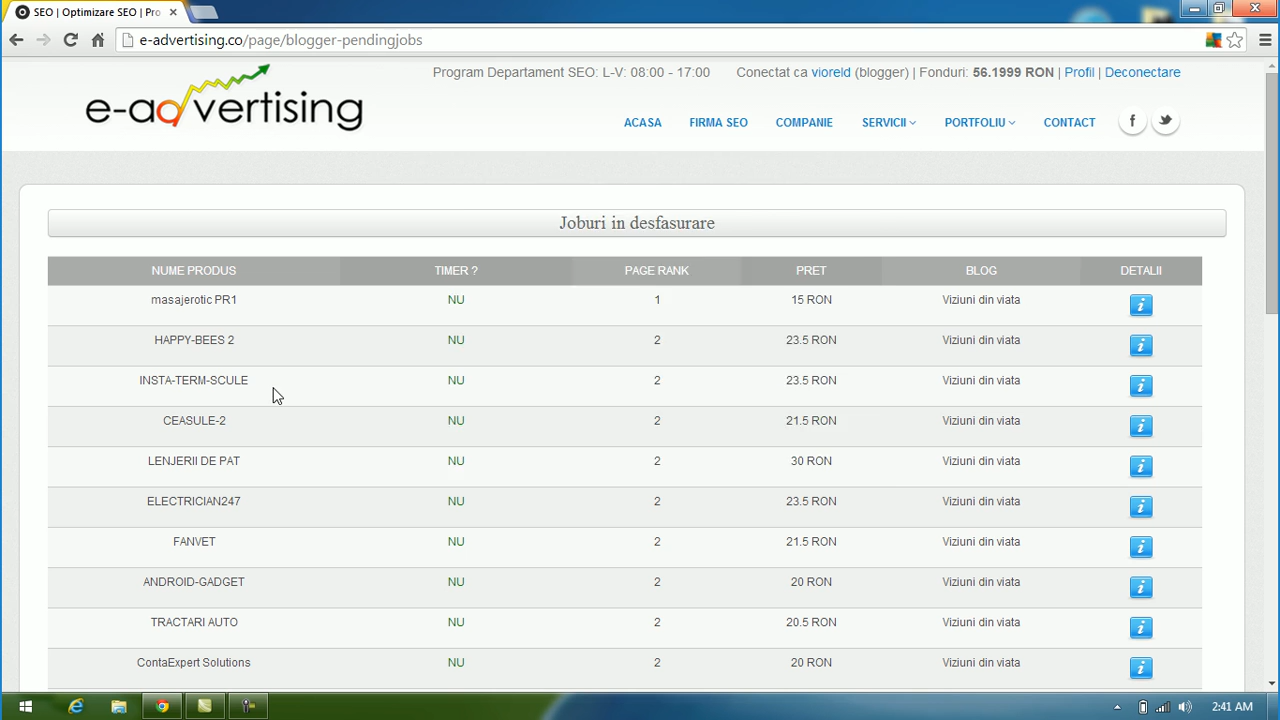 SEO | Optimizare SEO | Pro
e-advertising.co/page/blogger-pendingjobs
e-advertising
Program Departament SEO: L-V: 08:00 - 17:00 Conectat ca vioreld (blogger) | Fonduri: 56.1999 RON | Profil | Deconectare
ACASA FIRMA SEO COMPANIE SERVICII PORTFOLIU CONTACT
Joburi in desfasurare
NUME PRODUS TIMER ? PAGE RANK PRET BLOG DETALII
masajerotic PR1 NU 1 15 RON Viziuni din viata
HAPPY-BEES 2 NU 2 23.5 RON Viziuni din viata
INSTA-TERM-SCULE NU 2 23.5 RON Viziuni din viata
CEASULE-2 NU 2 21.5 RON Viziuni din viata
LENJERII DE PAT NU 2 30 RON Viziuni din viata
ELECTRICIAN247 NU 2 23.5 RON Viziuni din viata
FANVET NU 2 21.5 RON Viziuni din viata
ANDROID-GADGET NU 2 20 RON Viziuni din viata
TRACTARI AUTO NU 2 20.5 RON Viziuni din viata
ContaExpert Solutions NU 2 20 RON Viziuni din viata
2:41 AM